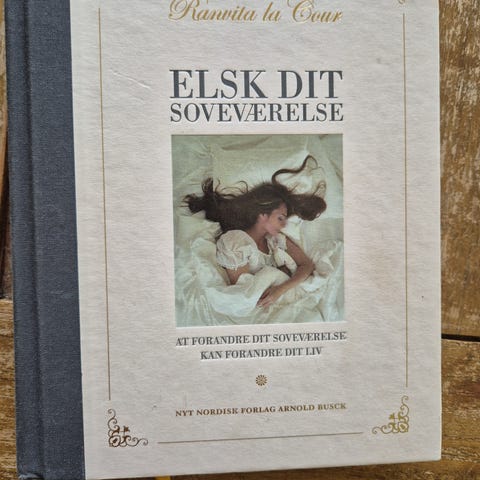 Ranvita la Cour
ELSK DIT
SOVEVÆRELSE
AT FORANDRE DIT SOVEVÆRELSE
KAN FORANDRE DIT LIV
NYT NORDISK FORLAG ARNOLD BUSCK